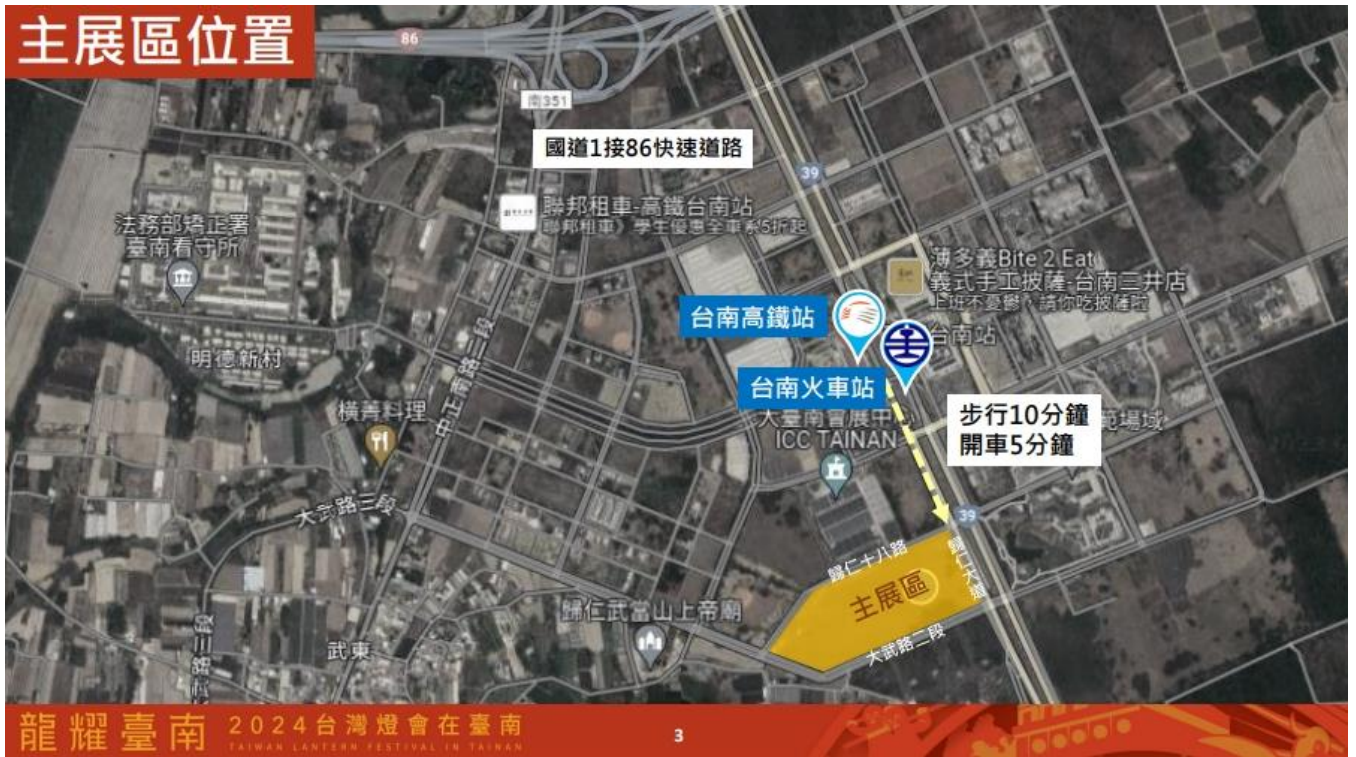 主展區位置
86
南351
國道1接86快速道路
39
聯邦租車-高鐵台南站
聯邦租車》學生優惠全車系5折起
法務部矯正署
臺南看守所
薄多義Bite 2 Eat
義式手工披薩-台南三井店
上班不憂鬱，請你吃披薩啦
台南高鐵站
台南站
明德新村
中正南路三段
台南火車站
橫菁料理
大臺南會展中心
ICC TAINAN
步行10分鐘
開車5分鐘
範場域
大武路三段
39
歸仁十八路
歸仁大道
主展區
歸仁武當山上帝廟
武東
大武路二段
武路三段
龍耀臺南
2024台灣燈會在臺南
TAIWAN LANTERN FESTIVAL IN TAINAN
3